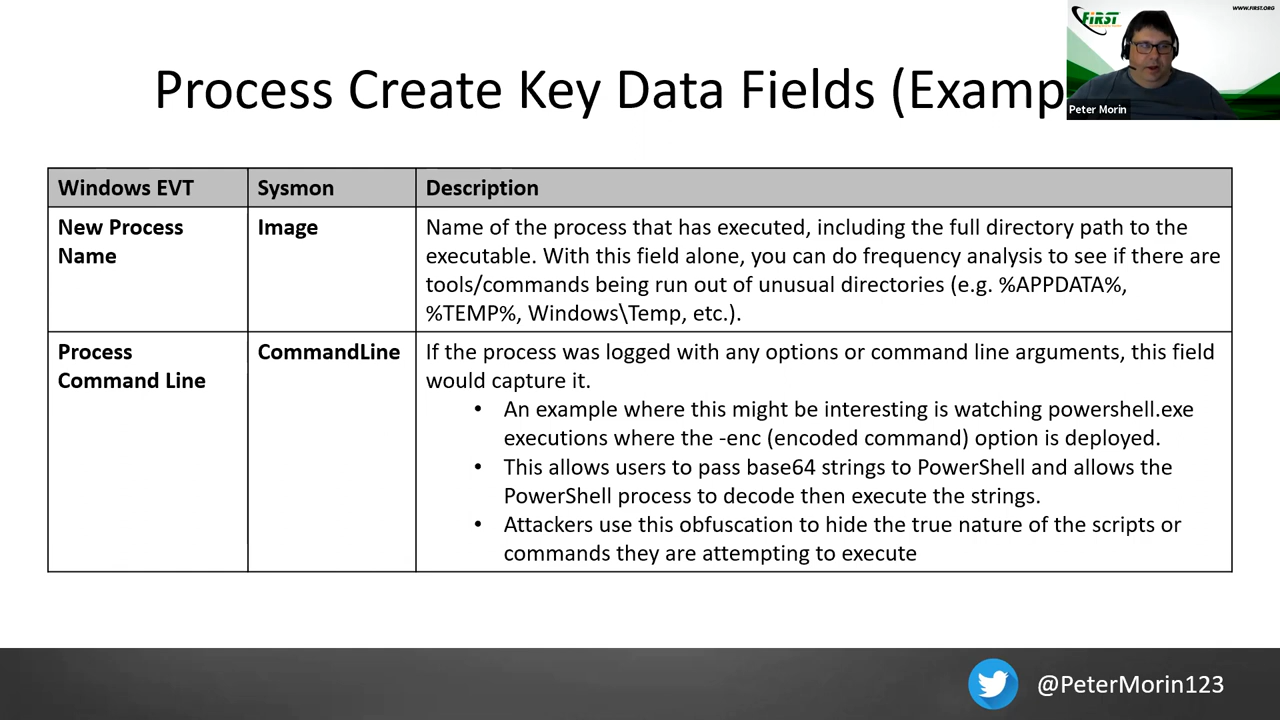 Process Create Key Data Fields (Examp
FIRST
WWW.FIRST.ORG
Peter Morin
Windows EVT
Sysmon
Description
New Process
Name
Image
Name of the process that has executed, including the full directory path to the
executable. With this field alone, you can do frequency analysis to see if there are
tools/commands being run out of unusual directories (e.g. %APPDATA%,
%TEMP%, Windows\Temp, etc.).
Process
Command Line
CommandLine
If the process was logged with any options or command line arguments, this field
would capture it.
• An example where this might be interesting is watching powershell.exe
executions where the -enc (encoded command) option is deployed.
• This allows users to pass base64 strings to PowerShell and allows the
PowerShell process to decode then execute the strings.
• Attackers use this obfuscation to hide the true nature of the scripts or
commands they are attempting to execute
@PeterMorin123